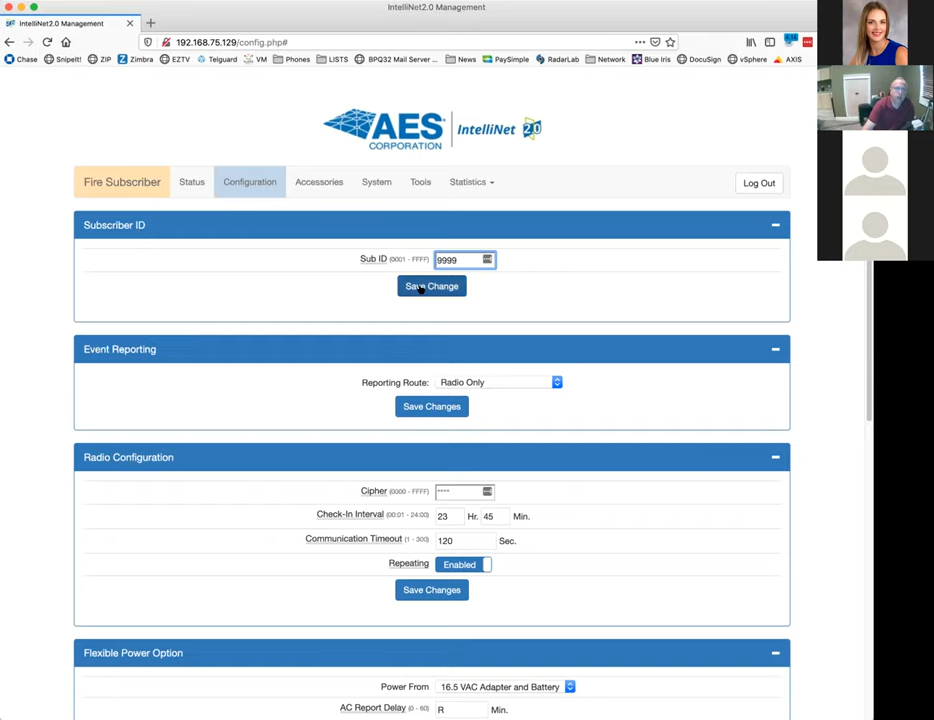 IntelliNet2.0 Management
IntelliNet2.0 Management
192.168.75.129/config.php#
Chase SnipeIt! ZIP Zimbra EZTV Telguard VM Phones LISTS BPQ32 Mail Server ... News PaySimple RadarLab Network Blue Iris DocuSign vSphere AXIS
AES CORPORATION IntelliNet 2.0
Fire Subscriber Status Configuration Accessories System Tools Statistics Log Out
Subscriber ID
Sub ID (0001 - FFFF) 9999
Save Change
Event Reporting
Reporting Route: Radio Only
Save Changes
Radio Configuration
Cipher (0000 - FFFF) ****
Check-In Interval (00:01 - 24:00) 23 Hr. 45 Min.
Communication Timeout (1 - 300) 120 Sec.
Repeating Enabled
Save Changes
Flexible Power Option
Power From 16.5 VAC Adapter and Battery
AC Report Delay (0 - 60) R Min.